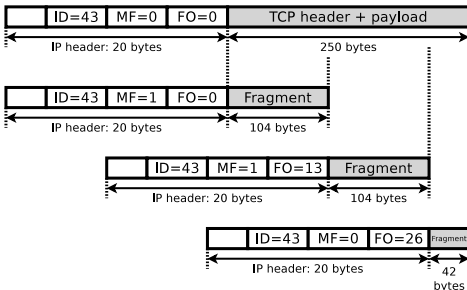 ID=43 MF=0 FO=0 TCP header + payload
IP header: 20 bytes 250 bytes
ID=43 MF=1 FO=0 Fragment
IP header: 20 bytes 104 bytes
ID=43 MF=1 FO=13 Fragment
IP header: 20 bytes 104 bytes
ID=43 MF=0 FO=26 Fragment
IP header: 20 bytes 42
bytes